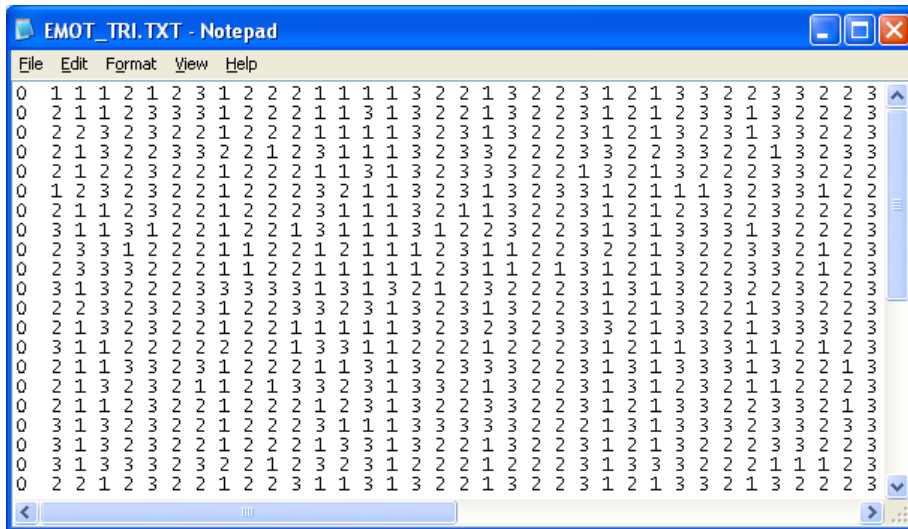 EMOT_TRI.TXT - Notepad
File Edit Format View Help
0 1 1 1 2 1 2 3 1 2 2 2 1 1 1 1 3 2 2 1 3 2 2 3 1 2 1 3 3 2 2 3 3 2 2 3
0 2 1 1 2 3 3 3 1 2 2 2 1 1 3 1 3 2 2 1 3 2 2 3 1 2 1 2 3 3 1 3 2 2 2 3
0 2 2 3 2 3 2 2 1 2 2 2 1 1 1 1 3 2 3 1 3 2 2 3 1 2 1 3 2 3 1 3 3 2 2 3
0 2 1 3 2 2 3 3 2 2 1 2 3 1 1 1 3 2 3 3 2 2 2 3 3 2 2 3 3 2 2 1 3 2 3 3
0 2 1 2 2 2 2 2 1 2 2 2 1 1 3 1 3 2 3 3 3 2 2 1 3 2 1 3 2 2 2 3 3 2 2 2
0 1 2 3 2 3 2 2 1 2 2 2 3 2 1 1 3 2 3 1 3 2 3 3 1 2 1 1 1 3 2 3 3 1 2 2
0 2 1 1 2 3 2 2 1 2 2 2 3 1 1 1 3 2 1 1 3 2 2 3 1 2 1 2 3 2 2 3 2 2 2 3
0 3 1 1 3 1 2 2 1 2 2 1 3 1 1 1 3 1 2 2 3 2 2 3 1 3 1 3 3 3 1 3 2 2 2 3
0 2 3 3 1 2 2 2 1 1 2 2 1 2 1 1 1 2 3 1 1 2 2 3 2 2 1 3 2 2 3 3 2 1 2 3
0 2 3 3 3 2 2 2 1 1 2 2 1 1 1 1 1 2 3 1 1 2 1 3 1 2 1 3 2 2 3 3 2 1 2 3
0 3 1 3 2 2 2 3 3 3 3 3 1 3 1 3 2 1 2 3 2 2 2 3 1 3 1 3 2 3 2 2 3 2 2 3
0 2 2 3 2 3 2 3 1 2 2 3 3 2 3 1 3 2 3 1 3 2 2 3 1 2 1 3 2 2 1 3 3 2 2 3
0 2 1 3 2 3 2 2 1 2 2 1 1 1 1 1 3 2 3 2 3 2 3 3 3 2 1 3 3 2 1 3 3 3 2 3
0 3 1 1 2 2 2 2 2 2 2 1 3 3 1 1 2 2 2 1 2 2 2 3 1 2 1 1 3 3 1 1 2 1 2 3
0 2 1 1 3 3 2 3 1 2 2 2 1 1 3 1 3 2 3 3 3 2 2 3 1 3 1 3 3 3 1 3 2 2 1 3
0 2 1 3 2 3 2 1 1 2 1 3 3 2 3 1 3 3 2 1 3 2 2 3 1 3 1 2 3 2 1 1 2 2 2 3
0 2 1 1 2 3 2 2 1 2 2 2 1 2 3 1 3 2 2 3 3 2 2 3 1 2 1 3 3 2 2 3 3 2 1 3
0 3 1 3 2 3 2 2 1 2 2 2 3 1 1 1 3 3 3 3 3 2 2 2 1 3 1 3 3 2 2 3 3 2 3 3
0 3 1 3 2 3 2 2 1 2 2 2 1 3 3 1 3 2 2 1 3 2 2 3 1 2 1 3 2 2 2 3 3 2 2 3
0 3 1 3 3 3 2 3 2 2 1 2 3 2 3 1 2 2 2 1 2 2 2 3 1 3 3 3 2 2 2 1 1 1 2 3
0 2 2 1 2 3 2 2 1 2 2 3 1 1 3 1 3 2 2 1 3 2 2 3 1 2 1 3 3 2 1 3 2 2 2 3